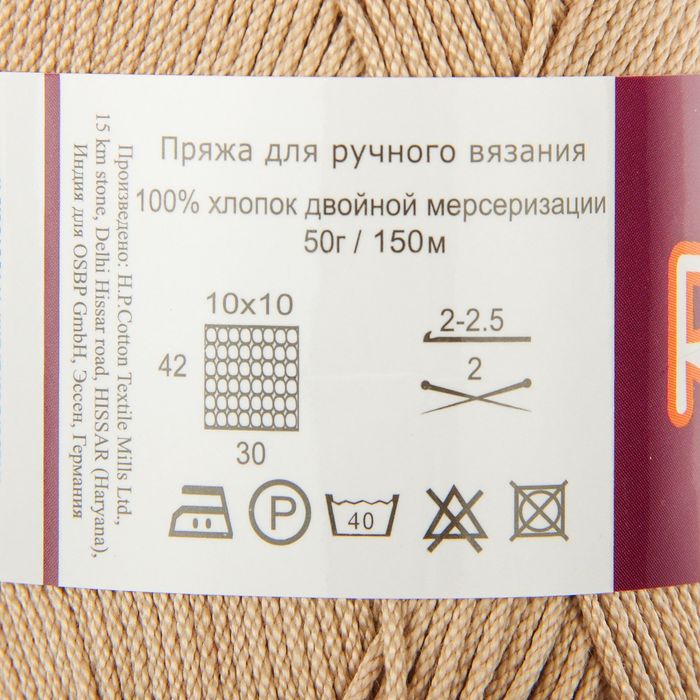 Пряжа для ручного вязания
100% хлопок двойной мерсеризации
50г / 150м
10x10
42
30
2-2.5
2
P
40
Произведено: H.P.Cotton Textile Mills Ltd.,
15 km stone, Delhi Hissar road, HISSAR (Haryana),
Индия для OSBP GmbH, Эссен, Германия